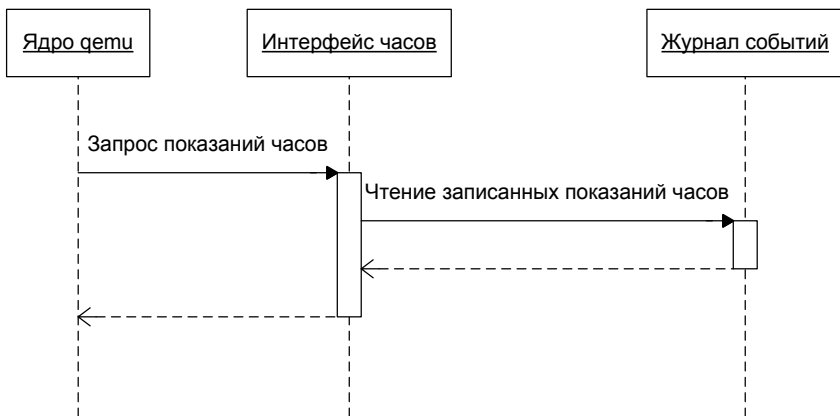 Ядро qemu
Интерфейс часов
Журнал событий
Запрос показаний часов
Чтение записанных показаний часов